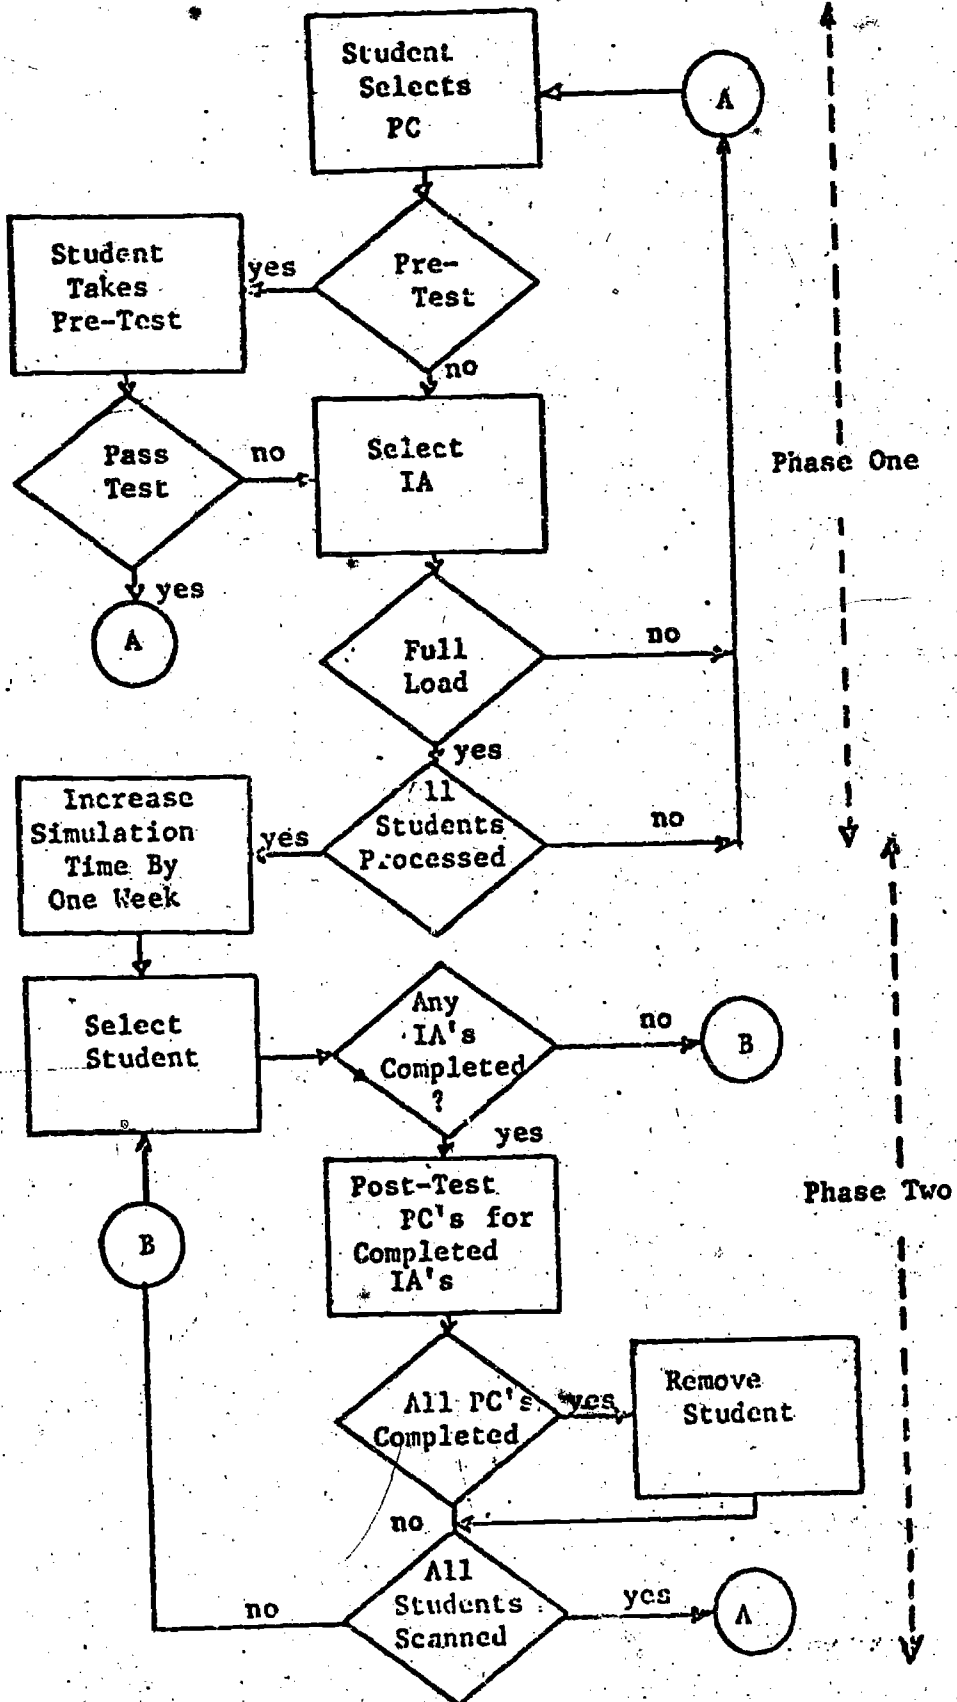 Student
Selects
PC
A
Pre-
Test
yes
no
Student
Takes
Pre-Test
Pass
Test
no
yes
A
Select
IA
Phase One
Full
Load
no
yes
11
Students
Processed
no
yes
Increase
Simulation
Time By
One Week
Select
Student
Any
IA's
Completed
?
no
B
yes
Post-Test
PC's for
Completed
IA's
Phase Two
B
All PC's
Completed
yes
Remove
Student
no
All
Students
Scanned
no
yes
A